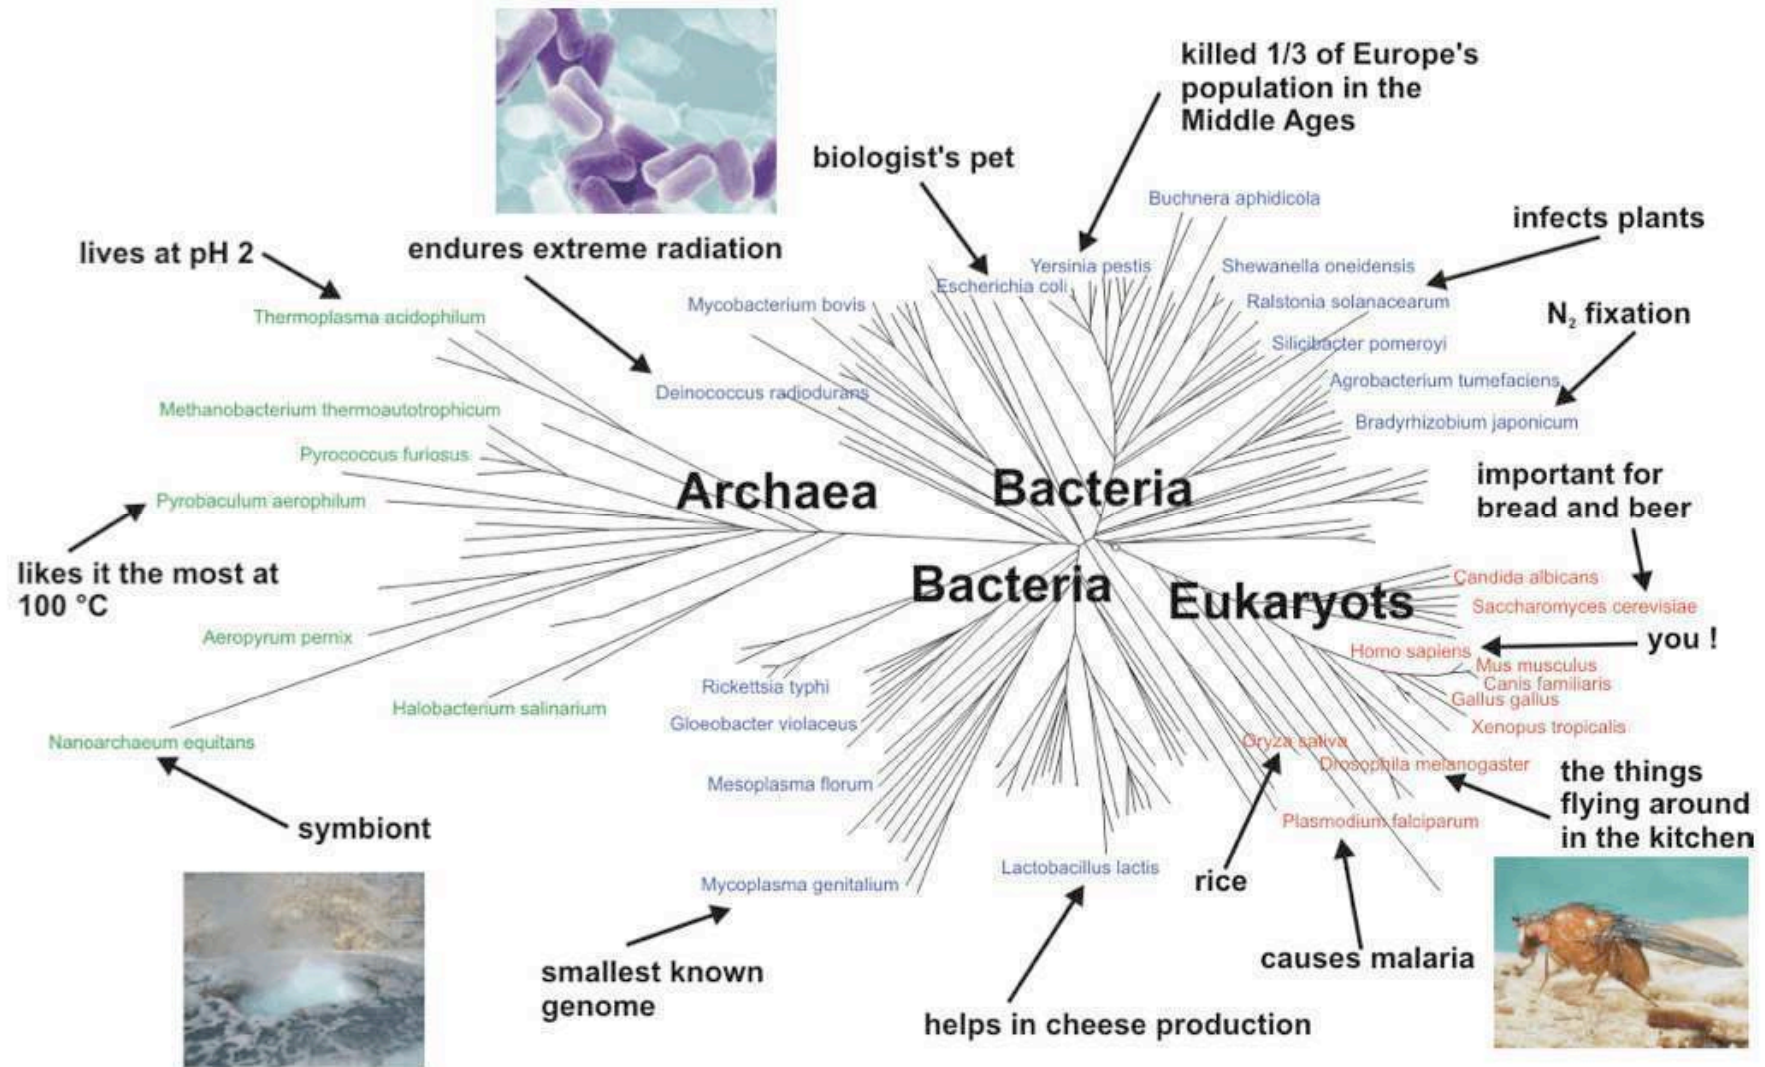 killed 1/3 of Europe's
population in the
Middle Ages
biologist's pet
Buchnera aphidicola
infects plants
lives at pH 2
endures extreme radiation
Yersinia pestis
Shewanella oneidensis
Escherichia coli
Mycobacterium bovis
Ralstonia solanacearum
N₂ fixation
Thermoplasma acidophilum
Silicibacter pomeroyi
Deinococcus radiodurans
Agrobacterium tumefaciens
Methanobacterium thermoautotrophicum
Bradyrhizobium japonicum
Pyrococcus furiosus
important for
bread and beer
Archaea
Bacteria
Pyrobaculum aerophilum
likes it the most at
100 °C
Bacteria
Eukaryots
Candida albicans
Saccharomyces cerevisiae
Aeropyrum pernix
you !
Homo sapiens
Mus musculus
Canis familiaris
Gallus gallus
Rickettsia typhi
Halobacterium salinarium
Gloeobacter violaceus
Xenopus tropicalis
Nanoarchaeum equitans
Oryza sativa
Drosophila melanogaster
the things
flying around
in the kitchen
Mesoplasma florum
Plasmodium falciparum
symbiont
Lactobacillus lactis
rice
Mycoplasma genitalium
causes malaria
smallest known
genome
helps in cheese production